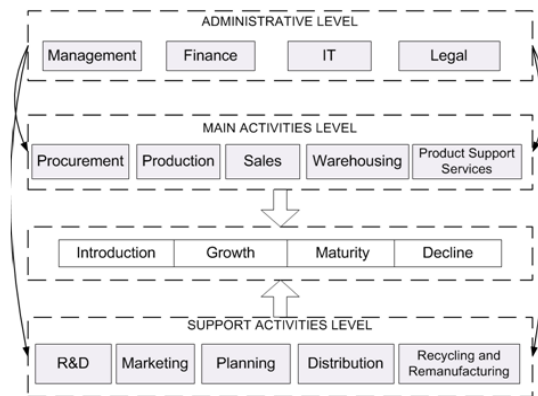 ADMINISTRATIVE LEVEL
Management Finance IT Legal
MAIN ACTIVITIES LEVEL
Procurement Production Sales Warehousing Product Support
Services
Introduction Growth Maturity Decline
SUPPORT ACTIVITIES LEVEL
R&D Marketing Planning Distribution Recycling and
Remanufacturing